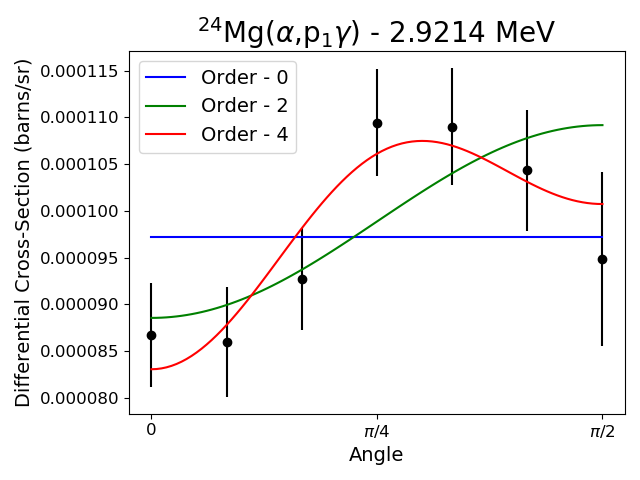 ²⁴Mg(α,p₁γ) - 2.9214 MeV
Differential Cross-Section (barns/sr)
0.000115
0.000110
0.000105
0.000100
0.000095
0.000090
0.000085
0.000080
Order - 0
Order - 2
Order - 4
0
π/4
π/2
Angle